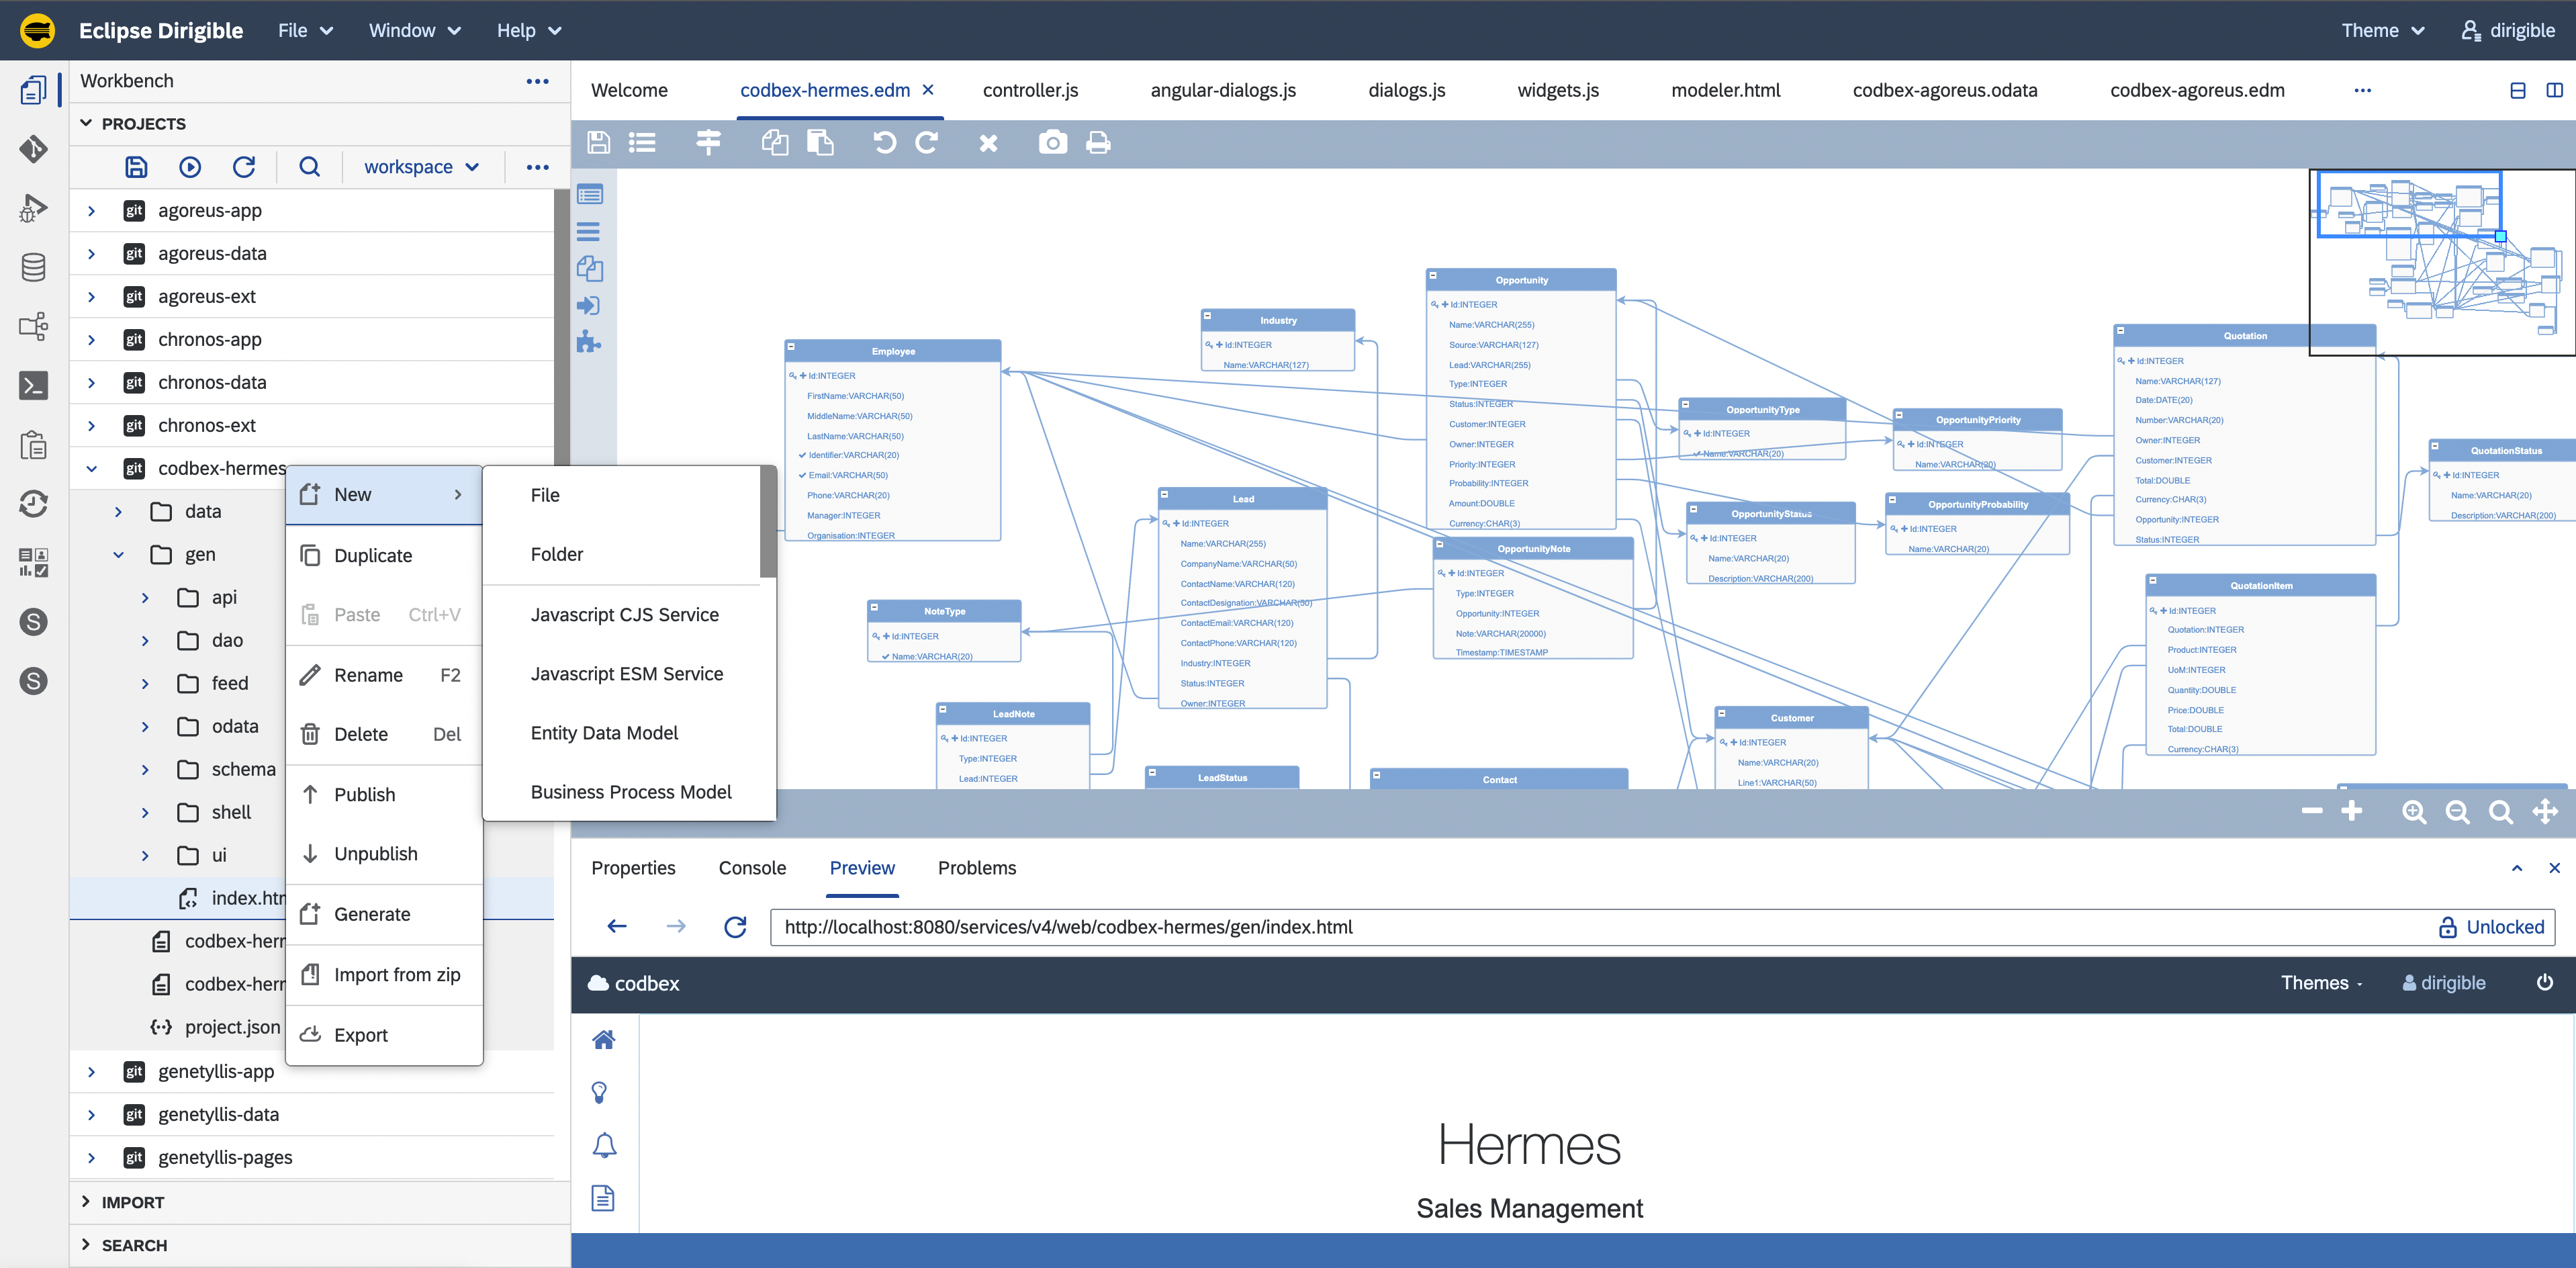 Eclipse Dirigible File Window Help Theme dirigible
Workbench
PROJECTS
workspace
git agoreus-app
git agoreus-data
git agoreus-ext
git chronos-app
git chronos-data
git chronos-ext
git codbex-hermes
data
gen
api
dao
feed
odata
schema
shell
ui
index.htm
codbex-herr
codbex-herr
project.json
git genetyllis-app
git genetyllis-data
git genetyllis-pages
IMPORT
SEARCH
New
Duplicate
Paste Ctrl+V
Rename F2
Delete Del
Publish
Unpublish
Generate
Import from zip
Export
File
Folder
Javascript CJS Service
Javascript ESM Service
Entity Data Model
Business Process Model
Welcome codbex-hermes.edm controller.js angular-dialogs.js dialogs.js widgets.js modeler.html codbex-agoreus.odata codbex-agoreus.edm
Employee
Id:INTEGER
FirstName:VARCHAR(50)
MiddleName:VARCHAR(50)
LastName:VARCHAR(50)
Identifier:VARCHAR(20)
Email:VARCHAR(50)
Phone:VARCHAR(20)
Manager:INTEGER
Organisation:INTEGER
Industry
Id:INTEGER
Name:VARCHAR(127)
Opportunity
Id:INTEGER
Name:VARCHAR(255)
Source:VARCHAR(127)
Lead:VARCHAR(255)
Type:INTEGER
Status:INTEGER
Customer:INTEGER
Owner:INTEGER
Priority:INTEGER
Probability:INTEGER
Amount:DOUBLE
Currency:CHAR(3)
OpportunityType
Id:INTEGER
Name:VARCHAR(20)
OpportunityPriority
Id:INTEGER
Name:VARCHAR(20)
Quotation
Id:INTEGER
Name:VARCHAR(127)
Date:DATE(20)
Number:VARCHAR(20)
Owner:INTEGER
Customer:INTEGER
Total:DOUBLE
Currency:CHAR(3)
Opportunity:INTEGER
Status:INTEGER
QuotationStatus
Id:INTEGER
Name:VARCHAR(20)
Description:VARCHAR(200)
Lead
Id:INTEGER
Name:VARCHAR(255)
CompanyName:VARCHAR(50)
ContactName:VARCHAR(120)
ContactDesignation:VARCHAR(50)
ContactEmail:VARCHAR(120)
ContactPhone:VARCHAR(120)
Industry:INTEGER
Status:INTEGER
Owner:INTEGER
OpportunityStatus
Id:INTEGER
Name:VARCHAR(20)
Description:VARCHAR(200)
OpportunityProbability
Id:INTEGER
Name:VARCHAR(20)
OpportunityNote
Id:INTEGER
Type:INTEGER
Opportunity:INTEGER
Note:VARCHAR(20000)
Timestamp:TIMESTAMP
QuotationItem
Id:INTEGER
Quotation:INTEGER
Product:INTEGER
UoM:INTEGER
Quantity:DOUBLE
Price:DOUBLE
Total:DOUBLE
Currency:CHAR(3)
NoteType
Id:INTEGER
Name:VARCHAR(20)
LeadNote
Id:INTEGER
Type:INTEGER
Lead:INTEGER
LeadStatus
Contact
Customer
Id:INTEGER
Name:VARCHAR(20)
Line1:VARCHAR(50)
Properties Console Preview Problems
http://localhost:8080/services/v4/web/codbex-hermes/gen/index.html Unlocked
codbex Themes dirigible
Hermes
Sales Management
S
S